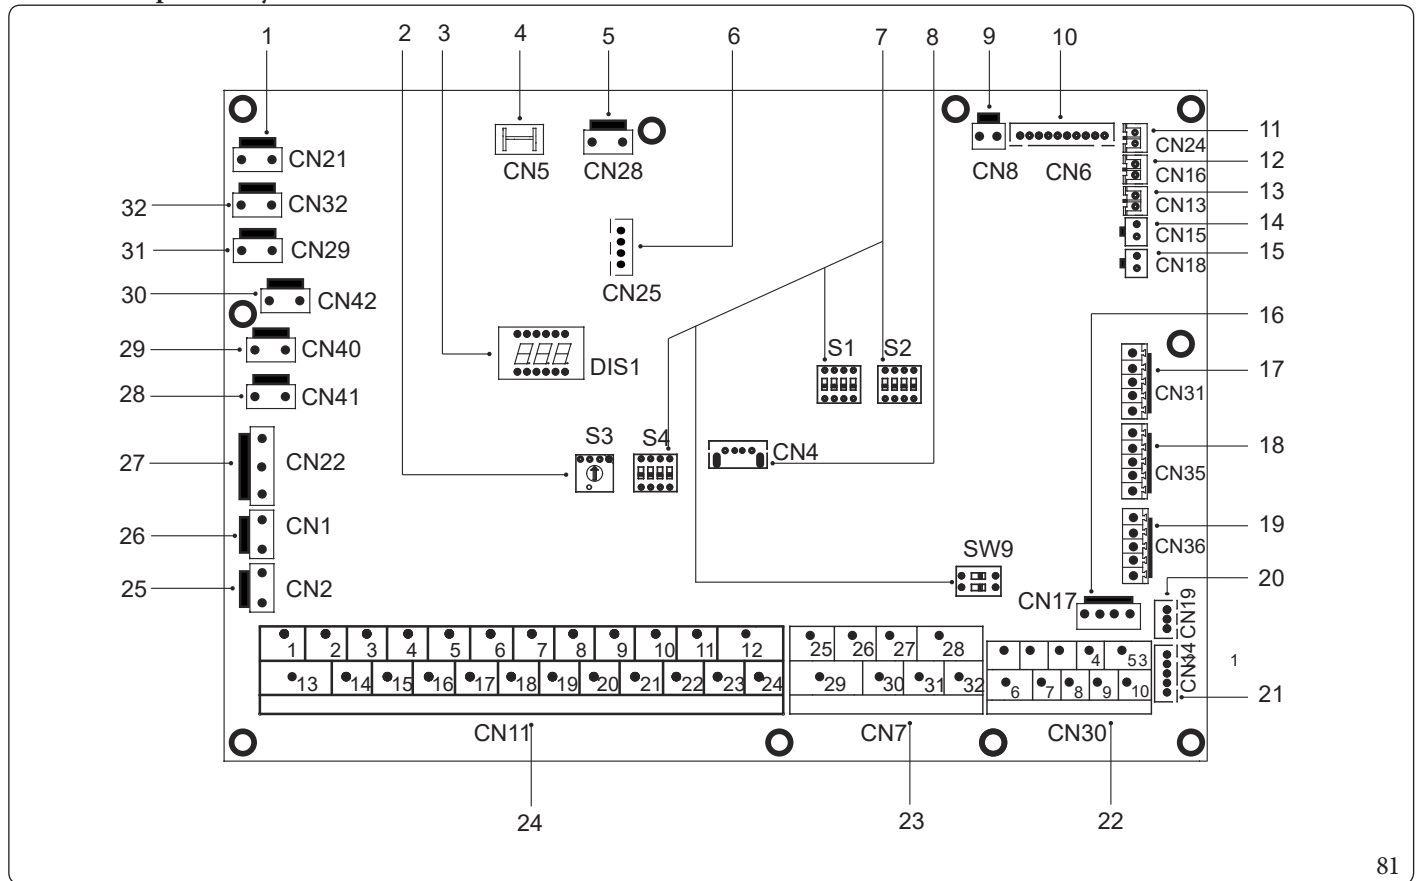 1 2 3 4 5 6 7 8 9 10
11
CN21 CN5 CN28 CN8 CN6 CN24
12
CN16
13
32 CN32 CN13
14
31 CN29 CN15
15
CN18
30 CN42 CN25
16
29 CN40 DIS1 S1 S2
17
28 CN41 CN31
27 CN22 S3 S4 CN4
18
2
CN35
26 CN1
19
SW9 CN36
25 CN2
20
CN17 CN19
1 2 3 4 5 6 7 8 9 10 11 12 25 26 27 28 4 53 CN14 1
13 14 15 16 17 18 19 20 21 22 23 24 29 30 31 32 6 7 8 9 10
21
CN11 CN7 CN30
24 23 22
81